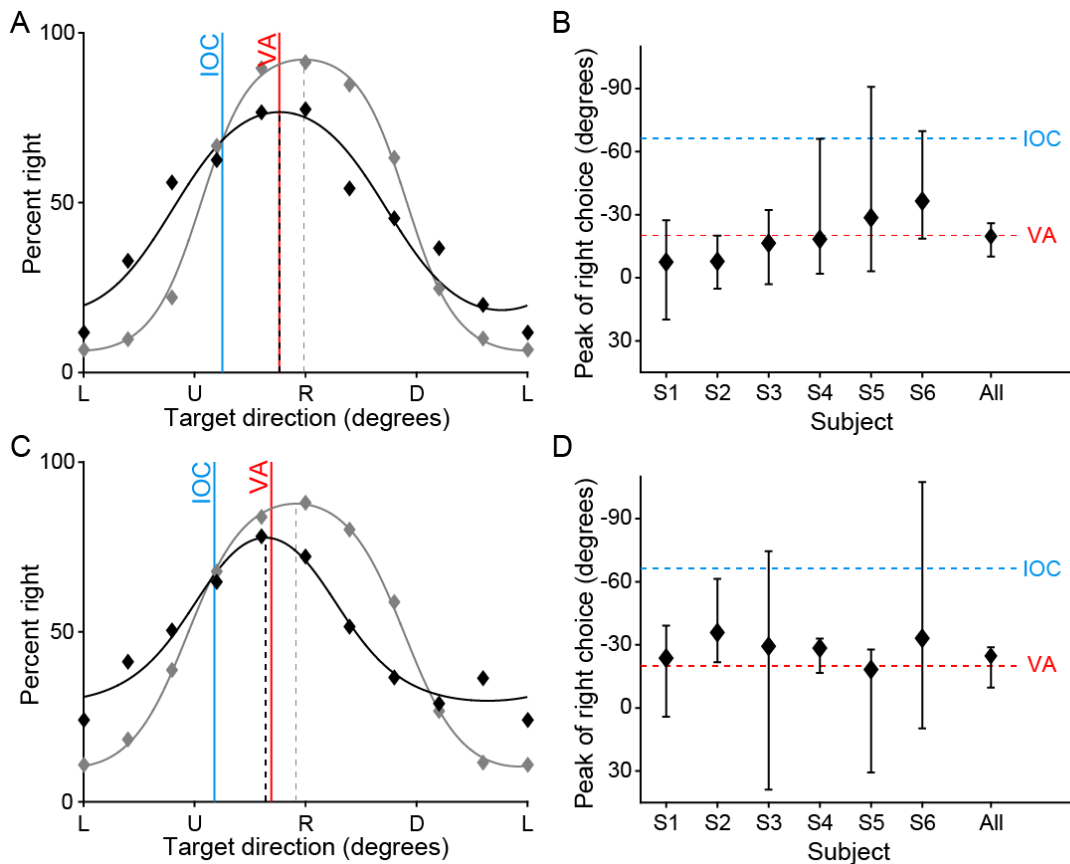 A
IOC
VA
100
50
0
Percent right
L
U
R
D
L
Target direction (degrees)
B
-90
-60
-30
0
30
Peak of right choice (degrees)
IOC
VA
S1
S2
S3
S4
S5
S6
All
Subject
C
IOC
VA
100
50
0
Percent right
L
U
R
D
L
Target direction (degrees)
D
-90
-60
-30
0
30
Peak of right choice (degrees)
IOC
VA
S1
S2
S3
S4
S5
S6
All
Subject